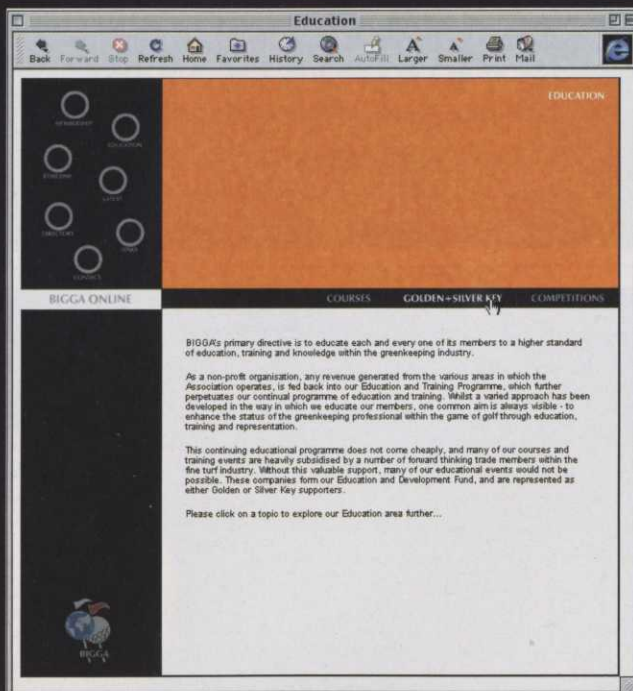 Education
Back Forward Stop Refresh Home Favorites History Search AutoFill Larger Smaller Print Mail
EDUCATION
MEMBERSHIP
EDUCATION
LATEST
DIRECTORY
CONTACT
BIGGA ONLINE
COURSES GOLDEN+SILVER KEY COMPETITIONS
BIGGA's primary directive is to educate each and every one of its members to a higher standard
of education, training and knowledge within the greenkeeping industry.
As a non-profit organisation, any revenue generated from the various areas in which the
Association operates, is fed back into our Education and Training Programme, which further
perpetuates our continual programme of education and training. Whilst a varied approach has been
developed in the way in which we educate our members, one common aim is always visible - to
enhance the status of the greenkeeping professional within the game of golf through education,
training and representation.
This continuing educational programme does not come cheaply, and many of our courses and
training events are heavily subsidised by a number of forward thinking trade members within the
fine turf industry. Without this valuable support, many of our educational events would not be
possible. These companies form our Education and Development Fund, and are represented as
either Golden or Silver Key supporters.
Please click on a topic to explore our Education area further...
BIGGA